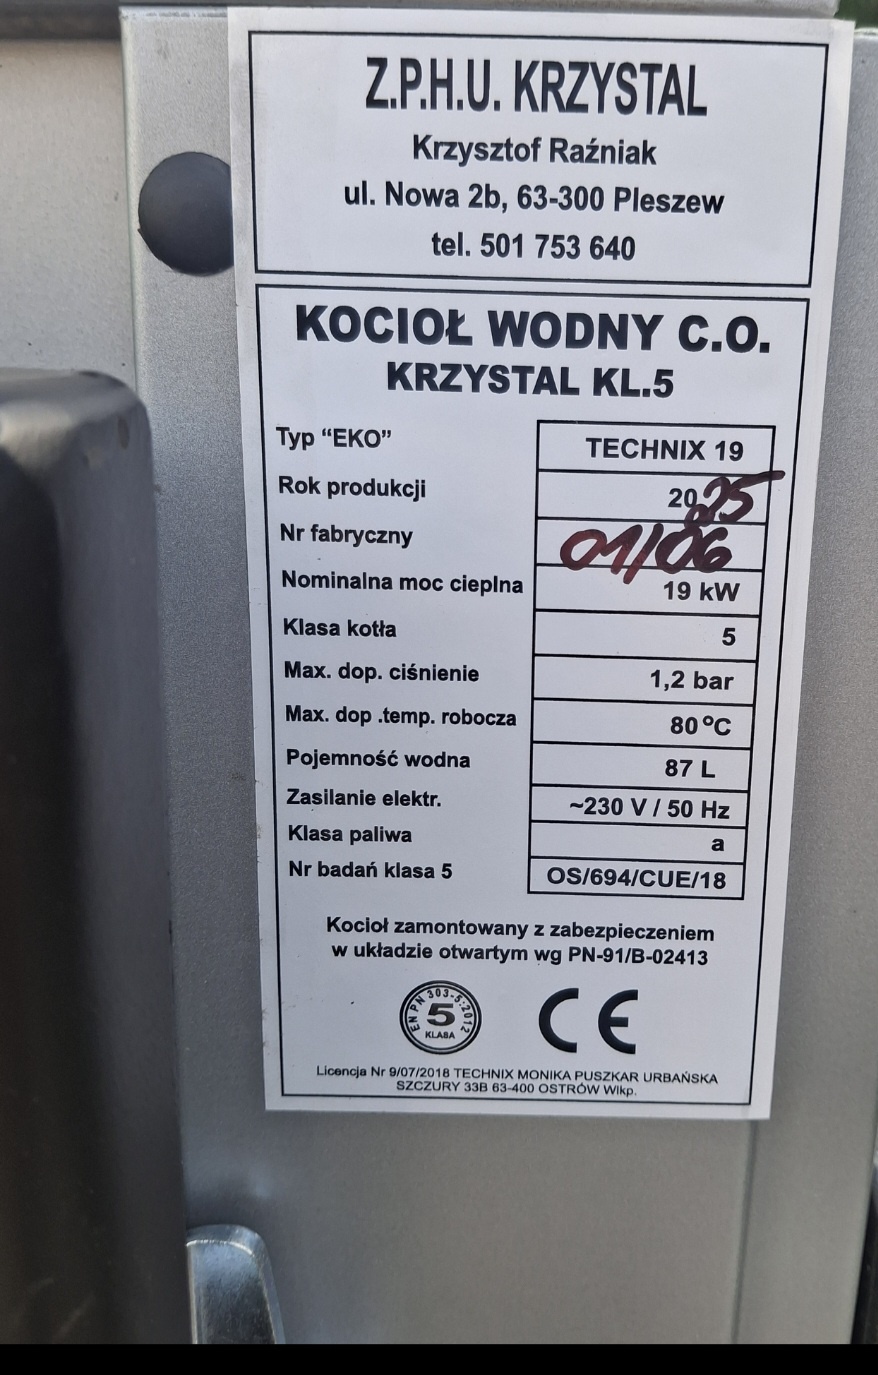 Z.P.H.U. KRZYSTAL
Krzysztof Raźniak
ul. Nowa 2b, 63-300 Pleszew
tel. 501 753 640
KOCIOŁ WODNY C.O.
KRZYSTAL KL.5
Typ “EKO” TECHNIX 19
Rok produkcji 2025
Nr fabryczny 01/06
Nominalna moc cieplna 19 kW
Klasa kotła 5
Max. dop. ciśnienie 1,2 bar
Max. dop .temp. robocza 80 °C
Pojemność wodna 87 L
Zasilanie elektr. ~230 V / 50 Hz
Klasa paliwa a
Nr badań klasa 5 OS/694/CUE/18
Kocioł zamontowany z zabezpieczeniem
w układzie otwartym wg PN-91/B-02413
EN PN 303-5:2012
5
KLASA
CE
Licencja Nr 9/07/2018 TECHNIX MONIKA PUSZKAR URBAŃSKA
SZCZURY 33B 63-400 OSTRÓW Wlkp.